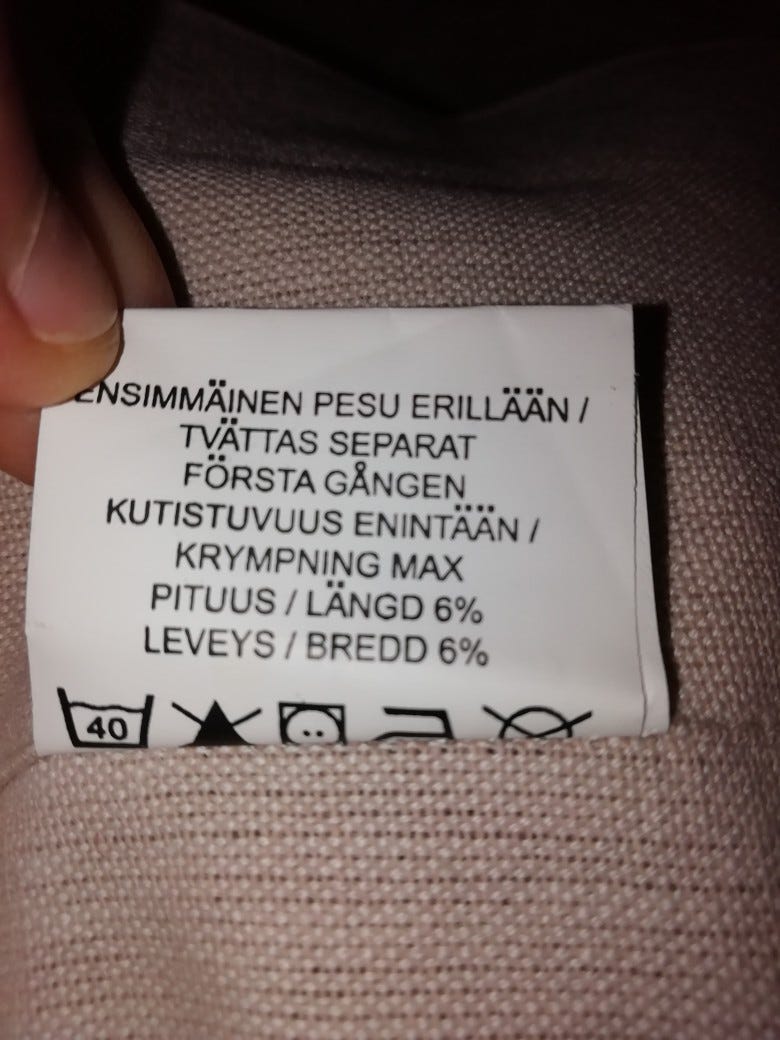 ENSIMMÄINEN PESU ERILLÄÄN /
TVÄTTAS SEPARAT
FÖRSTA GÅNGEN
KUTISTUVUUS ENINTÄÄN /
KRYMPNING MAX
PITUUS / LÄNGD 6%
LEVEYS / BREDD 6%
40